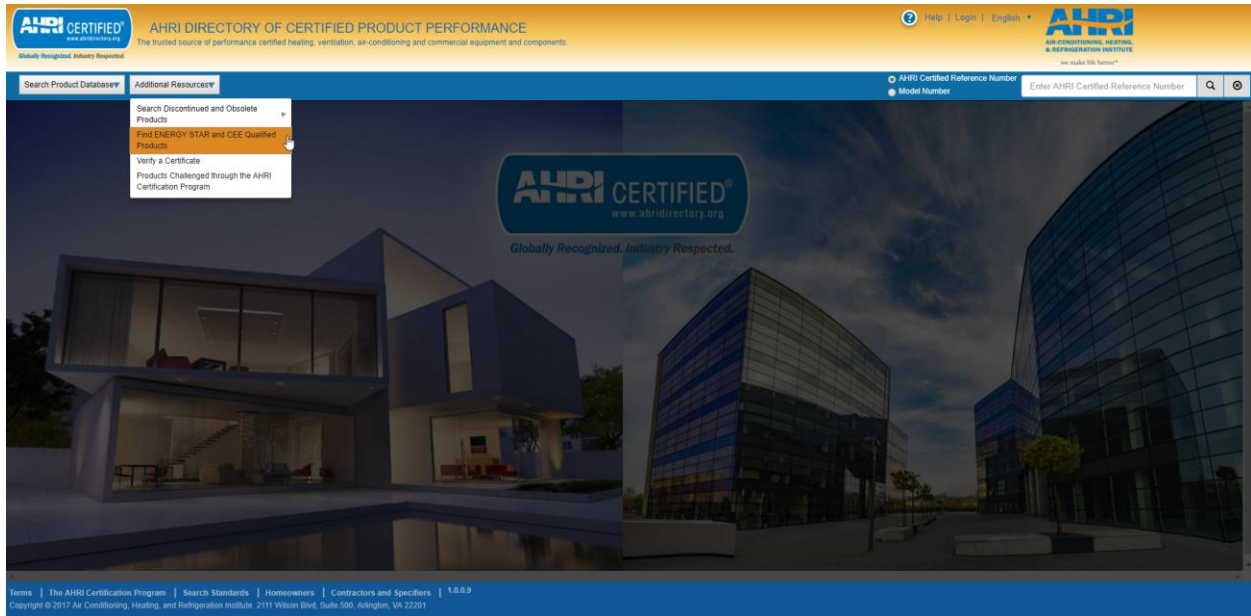 AHRI CERTIFIED®
www.ahridirectory.org
Globally Recognized. Industry Respected.
AHRI DIRECTORY OF CERTIFIED PRODUCT PERFORMANCE
The trusted source of performance certified heating, ventilation, air-conditioning and commercial equipment and components.
? Help | Login | English
AHRI
AIR-CONDITIONING, HEATING,
& REFRIGERATION INSTITUTE
we make life better®
Search Product Database
Additional Resources
AHRI Certified Reference Number
Model Number
Enter AHRI Certified Reference Number
Search Discontinued and Obsolete
Products
Find ENERGY STAR and CEE Qualified
Products
Verify a Certificate
Products Challenged through the AHRI
Certification Program
AHRI CERTIFIED®
www.ahridirectory.org
Globally Recognized. Industry Respected.
Terms | The AHRI Certification Program | Search Standards | Homeowners | Contractors and Specifiers | 1.0.0.9
Copyright © 2017 Air Conditioning, Heating, and Refrigeration Institute. 2111 Wilson Blvd, Suite 500, Arlington, VA 22201